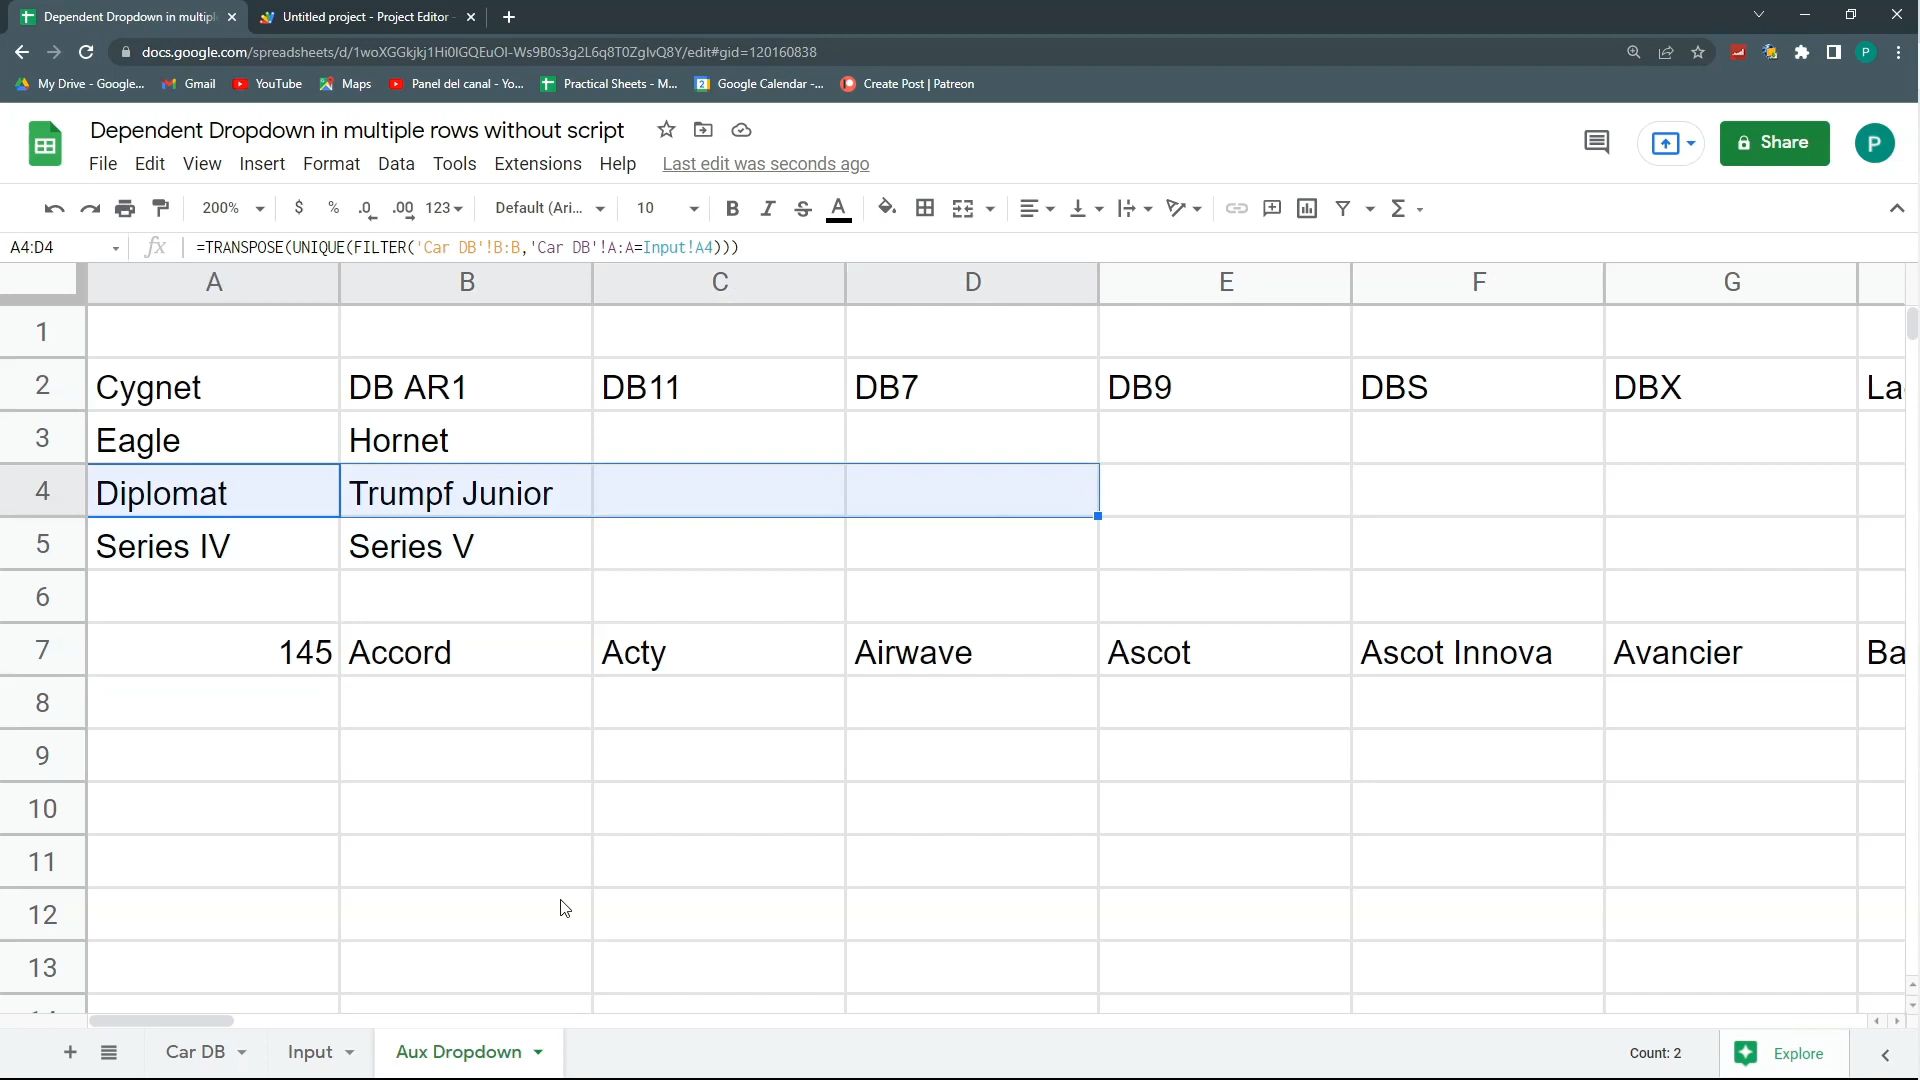 Dependent Dropdown in multipl
Untitled project - Project Editor -
docs.google.com/spreadsheets/d/1woXGGkjkj1Hi0IGQEuOI-Ws9B0s3g2L6q8T0ZgIvQ8Y/edit#gid=120160838
My Drive - Google...
Gmail
YouTube
Maps
Panel del canal - Yo...
Practical Sheets - M...
Google Calendar -...
Create Post | Patreon
Dependent Dropdown in multiple rows without script
Share
P
File Edit View Insert Format Data Tools Extensions Help Last edit was seconds ago
200% $ % .0 .00 123 Default (Ari... 10 B I S A Σ
A4:D4 fx =TRANSPOSE(UNIQUE(FILTER('Car DB'!B:B,'Car DB'!A:A=Input!A4)))
A B C D E F G
1
2 Cygnet DB AR1 DB11 DB7 DB9 DBS DBX La
3 Eagle Hornet
4 Diplomat Trumpf Junior
5 Series IV Series V
6
7 145 Accord Acty Airwave Ascot Ascot Innova Avancier Ba
8
9
10
11
12
13
Car DB Input Aux Dropdown Count: 2 Explore